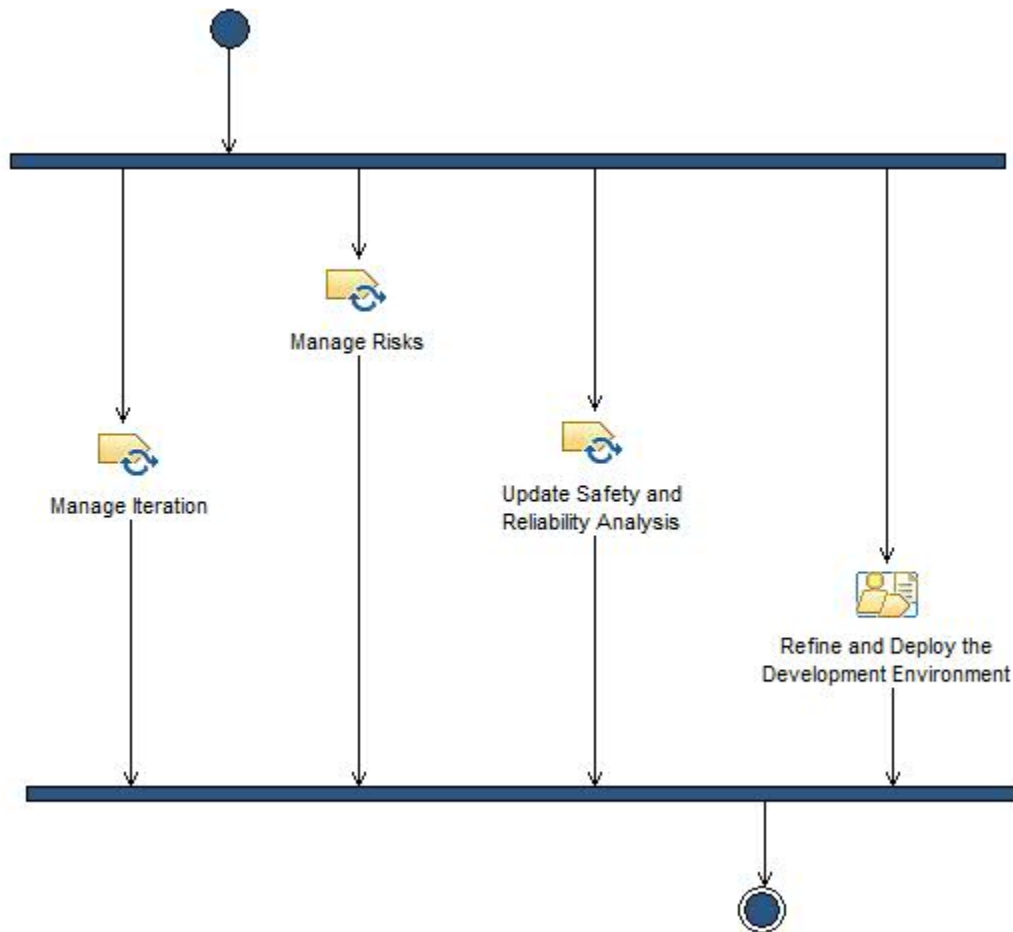 Manage Risks
Manage Iteration
Update Safety and
Reliability Analysis
Refine and Deploy the
Development Environment